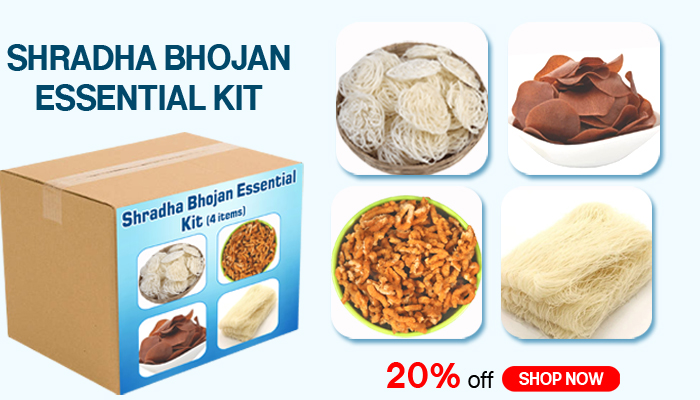 SHRADHA BHOJAN
ESSENTIAL KIT
Shradha Bhojan Essential
Kit (4 items)
20% off
SHOP NOW